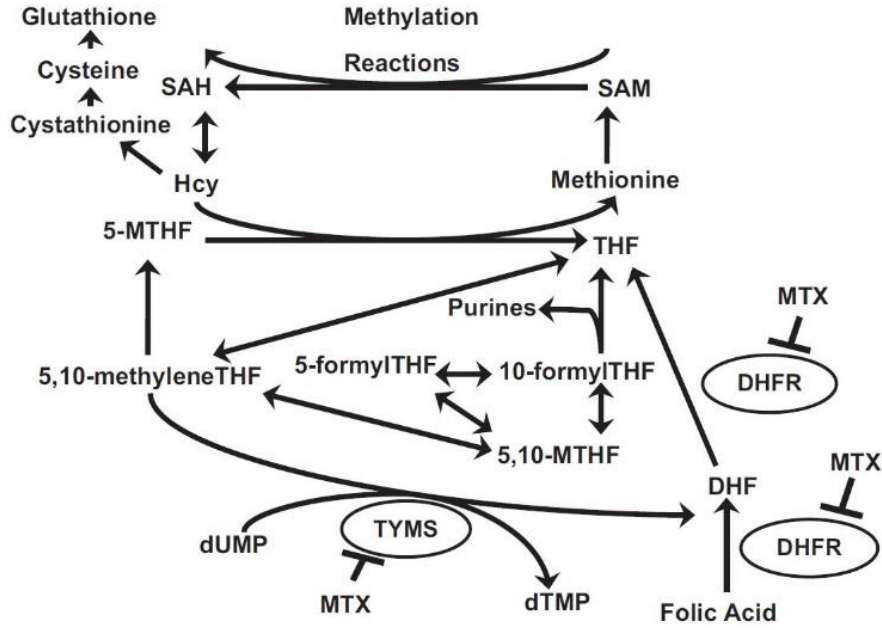 Glutathione
Methylation
Cysteine
Reactions
SAH
SAM
Cystathionine
Hcy
Methionine
5-MTHF
THF
MTX
Purines
5,10-methyleneTHF
5-formylTHF
10-formylTHF
DHFR
5,10-MTHF
MTX
DHF
TYMS
dUMP
DHFR
MTX
dTMP
Folic Acid